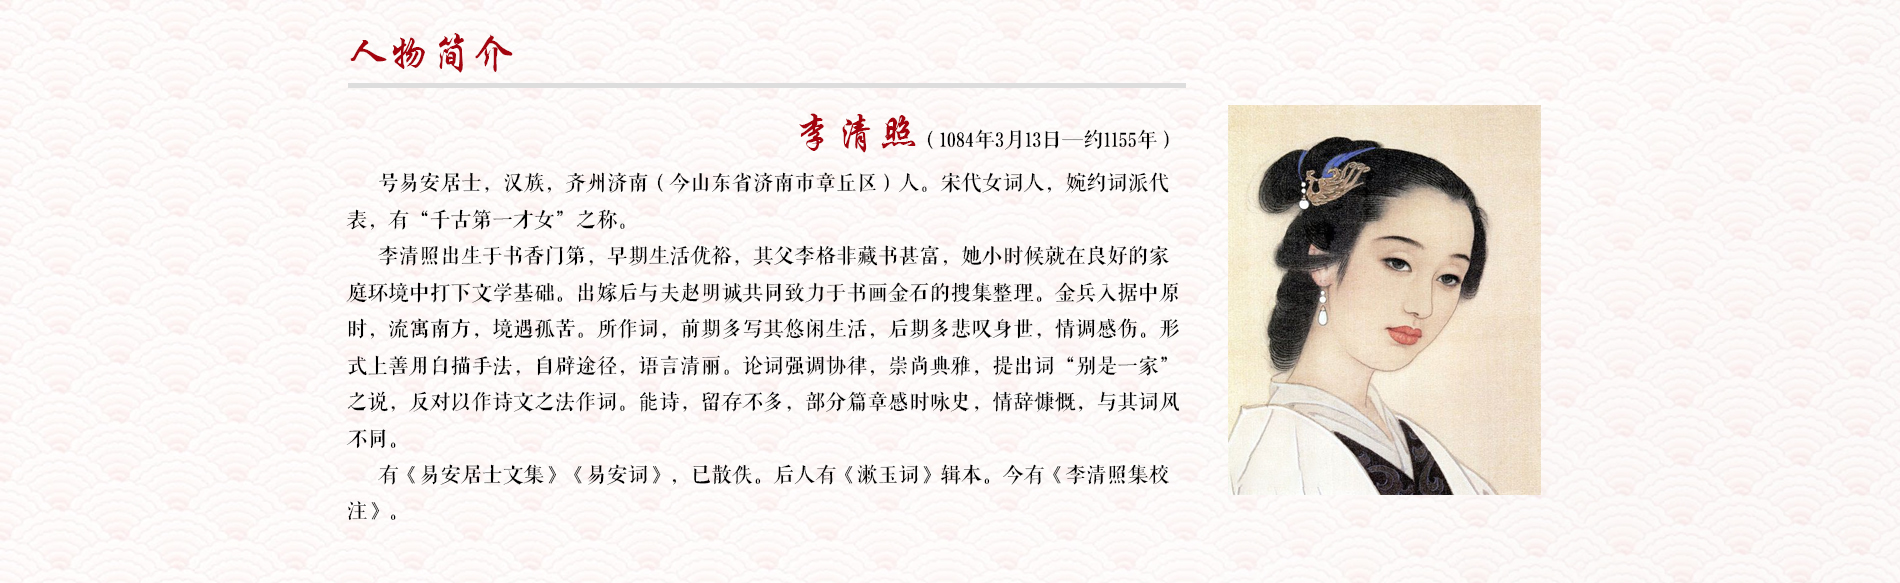 人物简介
李清照（1084年3月13日—约1155年）
号易安居士，汉族，齐州济南（今山东省济南市章丘区）人。宋代女词人，婉约词派代
表，有“千古第一才女”之称。
李清照出生于书香门第，早期生活优裕，其父李格非藏书甚富，她小时候就在良好的家
庭环境中打下文学基础。出嫁后与夫赵明诚共同致力于书画金石的搜集整理。金兵入据中原
时，流寓南方，境遇孤苦。所作词，前期多写其悠闲生活，后期多悲叹身世，情调感伤。形
式上善用白描手法，自辟途径，语言清丽。论词强调协律，崇尚典雅，提出词“别是一家”
之说，反对以作诗文之法作词。能诗，留存不多，部分篇章感时咏史，情辞慷慨，与其词风
不同。
有《易安居士文集》《易安词》，已散佚。后人有《漱玉词》辑本。今有《李清照集校
注》。